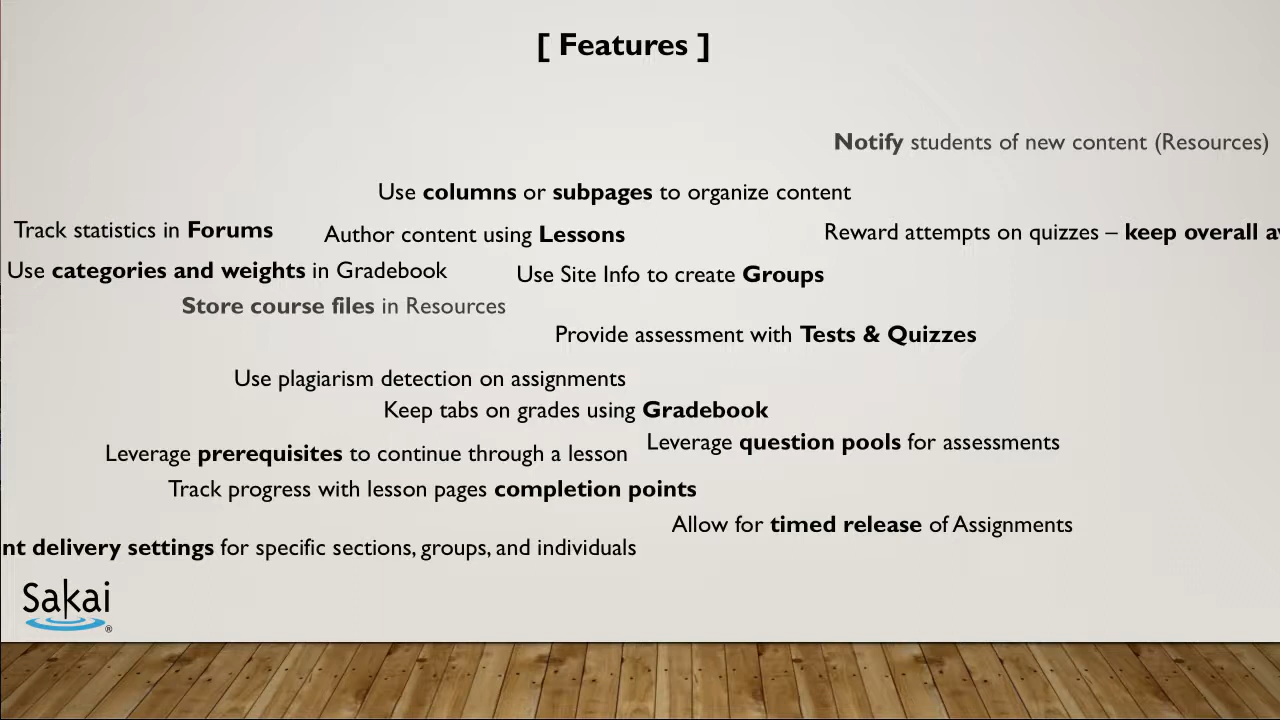 [ Features ]
Notify students of new content (Resources)
Use columns or subpages to organize content
Track statistics in Forums
Author content using Lessons
Reward attempts on quizzes – keep overall
Use categories and weights in Gradebook
Use Site Info to create Groups
Store course files in Resources
Provide assessment with Tests & Quizzes
Use plagiarism detection on assignments
Keep tabs on grades using Gradebook
Leverage question pools for assessments
Leverage prerequisites to continue through a lesson
Track progress with lesson pages completion points
Allow for timed release of Assignments
delivery settings for specific sections, groups, and individuals
Sakai
®